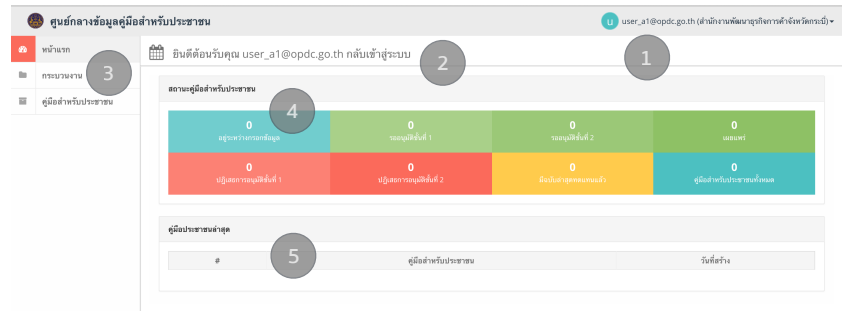 ศูนย์กลางข้อมูลคู่มือสำหรับประชาชน
u user_a1@opdc.go.th (สำนักงานพัฒนาธุรกิจการค้าจังหวัดกระบี่)
1
หน้าแรก
ยินดีต้อนรับคุณ user_a1@opdc.go.th กลับเข้าสู่ระบบ
2
กระบวนงาน
3
คู่มือสำหรับประชาชน
สถานะคู่มือสำหรับประชาชน
4
0 0 0 0
อยู่ระหว่างกรอกข้อมูล รออนุมัติขั้นที่ 1 รออนุมัติขั้นที่ 2 เผยแพร่
0 0 0 0
ปฏิเสธการอนุมัติขั้นที่ 1 ปฏิเสธการอนุมัติขั้นที่ 2 มีฉบับล่าสุดทดแทนแล้ว คู่มือสำหรับประชาชนทั้งหมด
คู่มือประชาชนล่าสุด
5
# คู่มือสำหรับประชาชน วันที่สร้าง